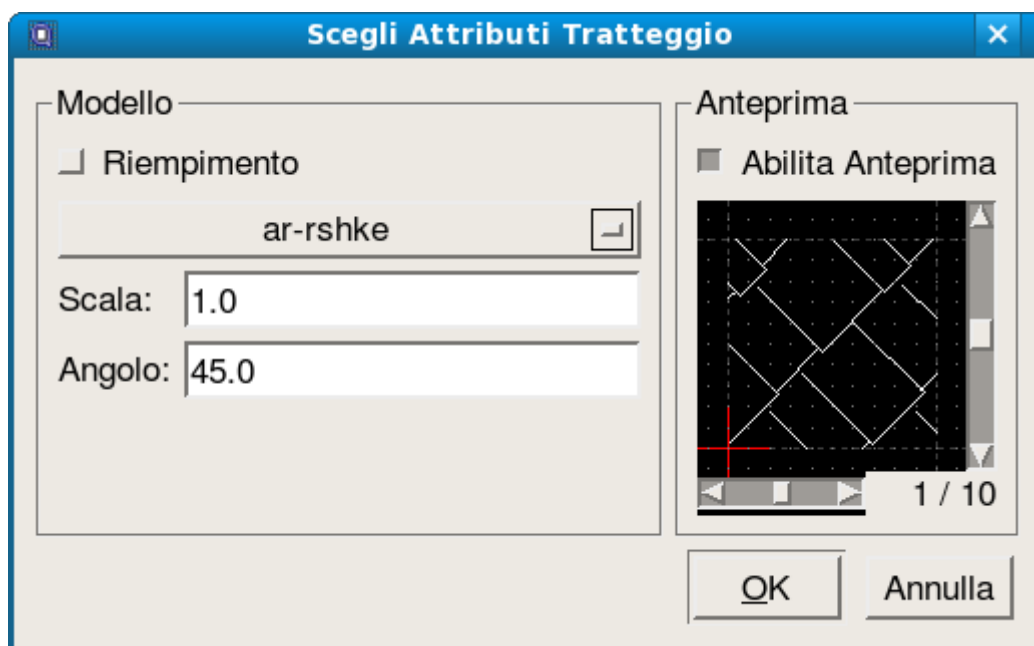 Scegli Attributi Tratteggio
Modello
Riempimento
ar-rshke
Scala: 1.0
Angolo: 45.0
Anteprima
Abilita Anteprima
1 / 10
OK
Annulla